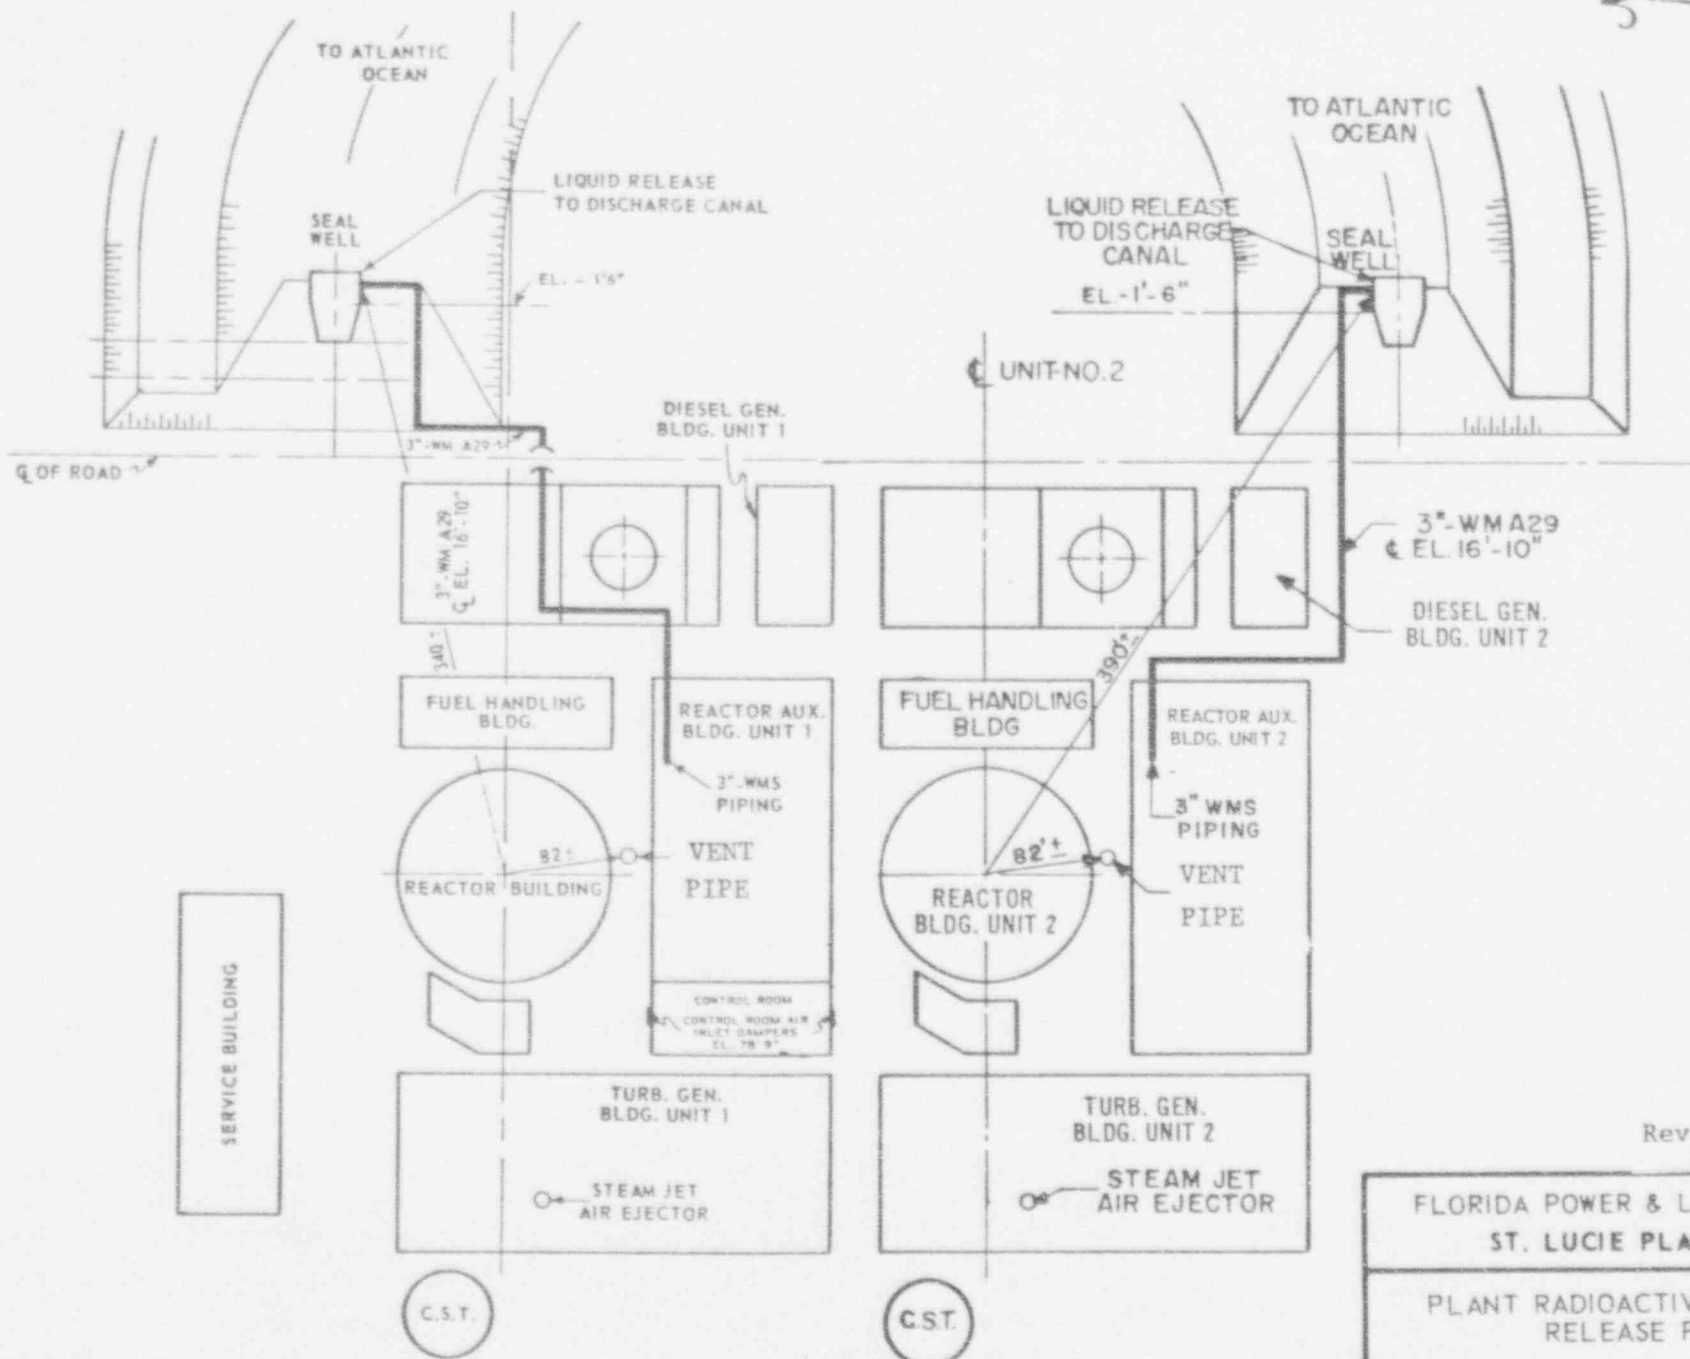 TO ATLANTIC
OCEAN
TO ATLANTIC
OCEAN
LIQUID RELEASE
TO DISCHARGE CANAL
SEAL
WELL
EL. - 1'6"
LIQUID RELEASE
TO DISCHARGE
CANAL
SEAL
WELL
EL.-1'-6"
℄ UNIT NO.2
DIESEL GEN.
BLDG. UNIT 1
3"-WM A29
℄ OF ROAD
3"-WM A29
℄ EL. 16'-10"
3"-WM A29
℄ EL. 16'-10"
DIESEL GEN.
BLDG. UNIT 2
340 ±
390'±
FUEL HANDLING
BLDG.
REACTOR AUX.
BLDG. UNIT 1
FUEL HANDLING
BLDG
REACTOR AUX.
BLDG. UNIT 2
3"-WMS
PIPING
3" WMS
PIPING
82±
VENT
PIPE
REACTOR BUILDING
82'±
VENT
PIPE
REACTOR
BLDG. UNIT 2
SERVICE BUILDING
CONTROL ROOM
CONTROL ROOM AIR
INLET DAMPERS
EL. 78' 9"
TURB. GEN.
BLDG. UNIT 1
TURB. GEN.
BLDG. UNIT 2
STEAM JET
AIR EJECTOR
STEAM JET
AIR EJECTOR
C.S.T.
C.S.T.
Rev
FLORIDA POWER & L
ST. LUCIE PLA
PLANT RADIOACTIV
RELEASE P